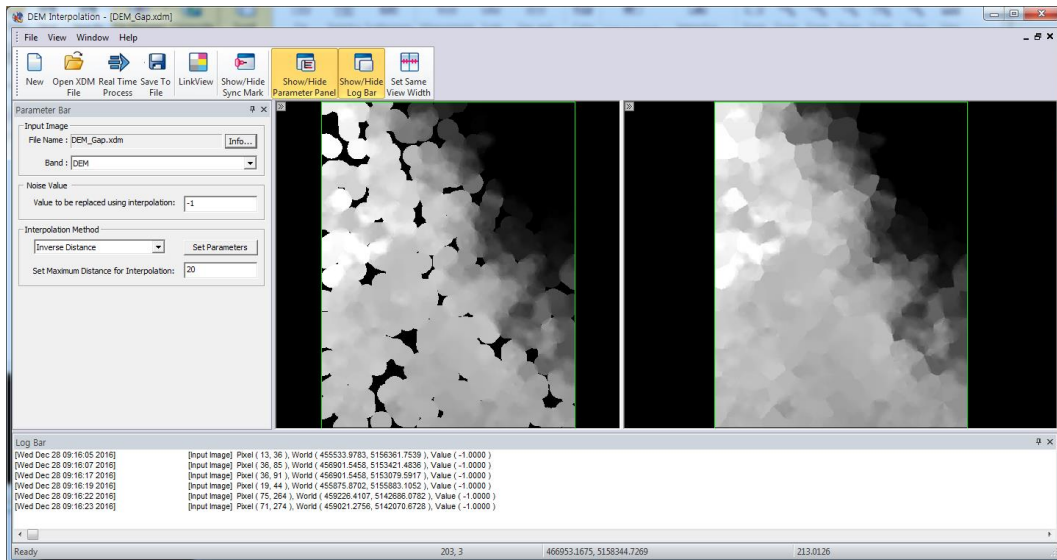 DEM Interpolation - [DEM_Gap.xdm]
File View Window Help
New
Open XDM File
Real Time Process
Save To File
LinkView
Show/Hide Sync Mark
Show/Hide Parameter Panel
Show/Hide Log Bar
Set Same View Width
Parameter Bar
Input Image
File Name : DEM_Gap.xdm Info...
Band : DEM
Noise Value
Value to be replaced using interpolation: -1
Interpolation Method
Inverse Distance Set Parameters
Set Maximum Distance for Interpolation: 20
Log Bar
[Wed Dec 28 09:16:05 2016] [Input Image] Pixel ( 13, 36 ), World ( 455533.9783, 5156361.7539 ), Value ( -1.0000 )
[Wed Dec 28 09:16:07 2016] [Input Image] Pixel ( 36, 85 ), World ( 456901.5458, 5153421.4836 ), Value ( -1.0000 )
[Wed Dec 28 09:16:17 2016] [Input Image] Pixel ( 36, 91 ), World ( 456901.5458, 5153079.5917 ), Value ( -1.0000 )
[Wed Dec 28 09:16:19 2016] [Input Image] Pixel ( 19, 44 ), World ( 455875.8702, 5155883.1052 ), Value ( -1.0000 )
[Wed Dec 28 09:16:22 2016] [Input Image] Pixel ( 75, 264 ), World ( 459226.4107, 5142686.0782 ), Value ( -1.0000 )
[Wed Dec 28 09:16:23 2016] [Input Image] Pixel ( 71, 274 ), World ( 459021.2756, 5142070.6728 ), Value ( -1.0000 )
Ready 203, 3 466953.1675, 5158344.7269 213.0126